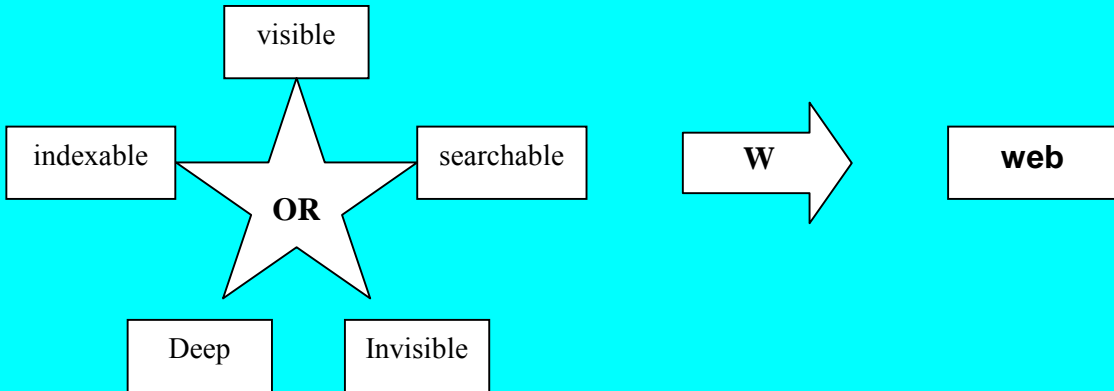 visible
indexable
searchable
W
web
OR
Deep
Invisible